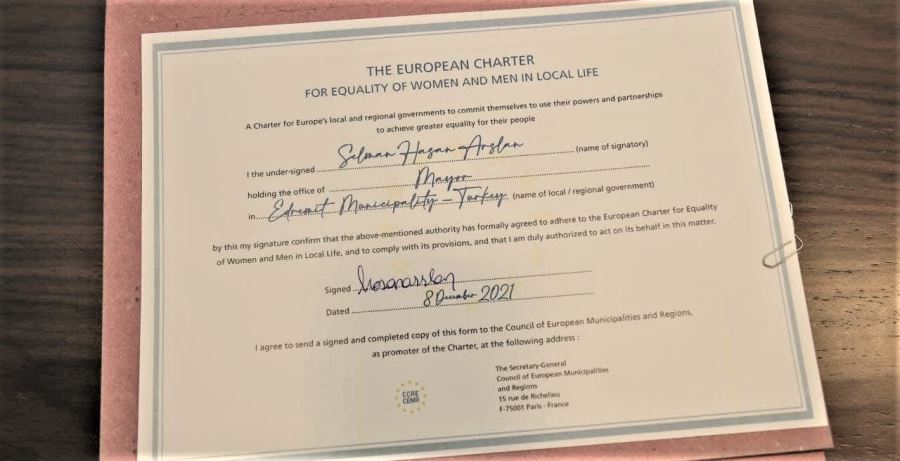 THE EUROPEAN CHARTER
FOR EQUALITY OF WOMEN AND MEN IN LOCAL LIFE
A Charter for Europe's local and regional governments to commit themselves to use their powers and partnerships
to achieve greater equality for their people
I the under-signed Selman Hasan Arslan (name of signatory)
holding the office of Mayor
in Edremit Municipality - Turkey (name of local / regional government)
by this my signature confirm that the above-mentioned authority has formally agreed to adhere to the European Charter for Equality
of Women and Men in Local Life, and to comply with its provisions, and that I am duly authorized to act on its behalf in this matter.
Signed
Dated 8 December 2021
I agree to send a signed and completed copy of this form to the Council of European Municipalities and Regions,
as promoter of the Charter, at the following address :
CCRE
CEMR
The Secretary-General
Council of European Municipalities
and Regions
15 rue de Richelieu
F-75001 Paris - France